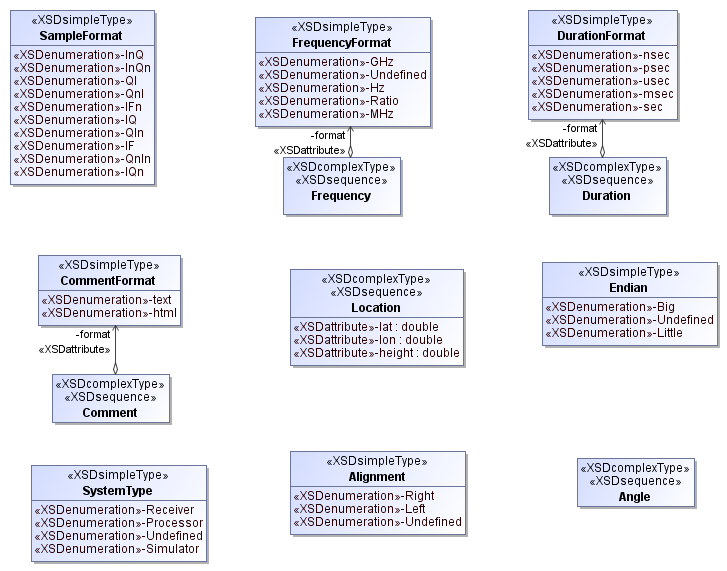 «XSDsimpleType»
SampleFormat
«XSDenumeration»-InQ
«XSDenumeration»-InQn
«XSDenumeration»-QI
«XSDenumeration»-QnI
«XSDenumeration»-IFn
«XSDenumeration»-IQ
«XSDenumeration»-QIn
«XSDenumeration»-IF
«XSDenumeration»-QnIn
«XSDenumeration»-IQn
«XSDsimpleType»
FrequencyFormat
«XSDenumeration»-GHz
«XSDenumeration»-Undefined
«XSDenumeration»-Hz
«XSDenumeration»-Ratio
«XSDenumeration»-MHz
-format
«XSDattribute»
«XSDcomplexType»
«XSDsequence»
Frequency
«XSDsimpleType»
DurationFormat
«XSDenumeration»-nsec
«XSDenumeration»-psec
«XSDenumeration»-usec
«XSDenumeration»-msec
«XSDenumeration»-sec
-format
«XSDattribute»
«XSDcomplexType»
«XSDsequence»
Duration
«XSDsimpleType»
CommentFormat
«XSDenumeration»-text
«XSDenumeration»-html
-format
«XSDattribute»
«XSDcomplexType»
«XSDsequence»
Comment
«XSDcomplexType»
«XSDsequence»
Location
«XSDattribute»-lat : double
«XSDattribute»-lon : double
«XSDattribute»-height : double
«XSDsimpleType»
Endian
«XSDenumeration»-Big
«XSDenumeration»-Undefined
«XSDenumeration»-Little
«XSDsimpleType»
SystemType
«XSDenumeration»-Receiver
«XSDenumeration»-Processor
«XSDenumeration»-Undefined
«XSDenumeration»-Simulator
«XSDsimpleType»
Alignment
«XSDenumeration»-Right
«XSDenumeration»-Left
«XSDenumeration»-Undefined
«XSDcomplexType»
«XSDsequence»
Angle